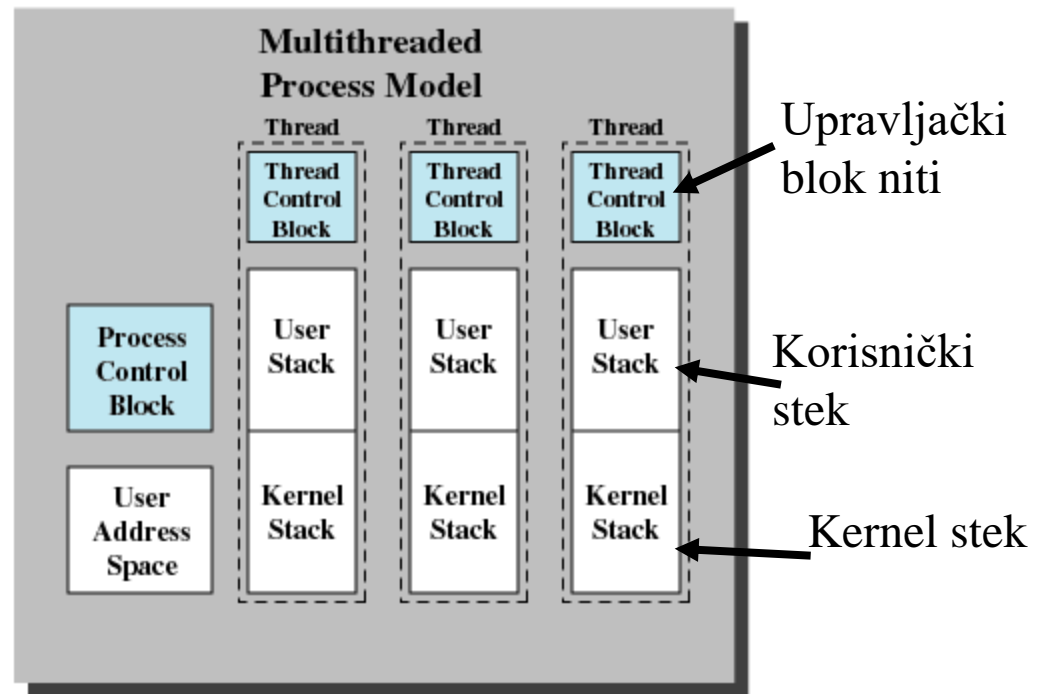 Multithreaded
Process Model
Thread
Thread
Thread
Thread
Control
Block
Thread
Control
Block
Thread
Control
Block
Upravljački
blok niti
Process
Control
Block
User
Stack
User
Stack
User
Stack
Korisnički
stek
User
Address
Space
Kernel
Stack
Kernel
Stack
Kernel
Stack
Kernel stek